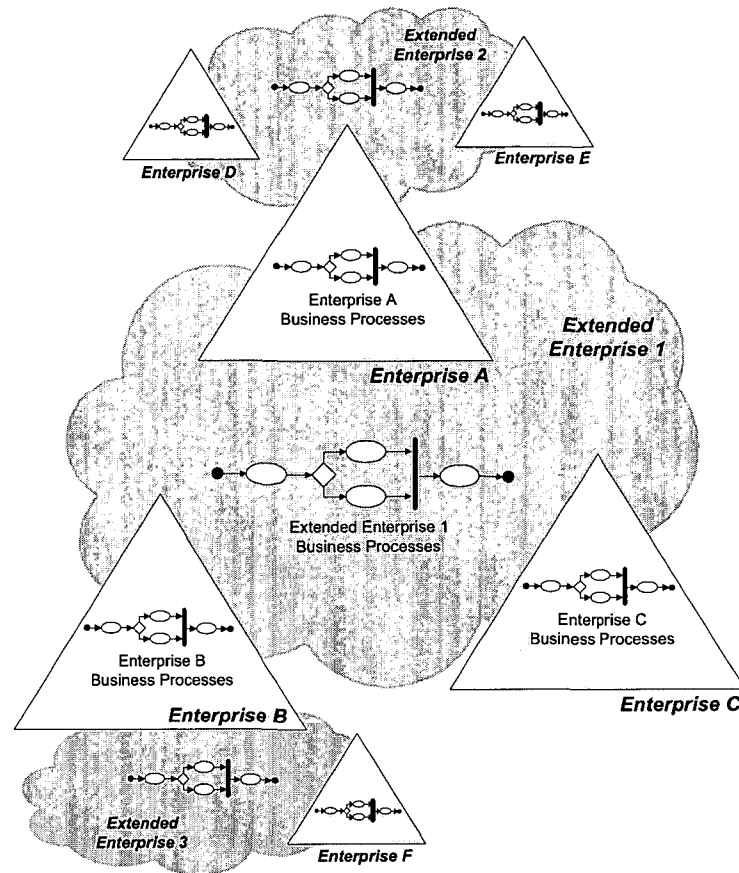 Extended
Enterprise 2
Enterprise D
Enterprise E
Enterprise A
Business Processes
Enterprise A
Extended
Enterprise 1
Extended Enterprise 1
Business Processes
Enterprise B
Business Processes
Enterprise B
Enterprise C
Business Processes
Enterprise C
Extended
Enterprise 3
Enterprise F